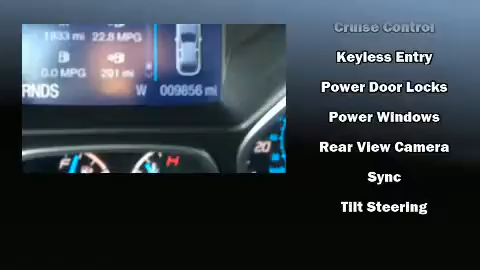 1933 mi 22.8 MPG
0.0 MPG 291 mi
RNDS W 009856 mi
F H
20
Cruise Control
Keyless Entry
Power Door Locks
Power Windows
Rear View Camera
Sync
Tilt Steering